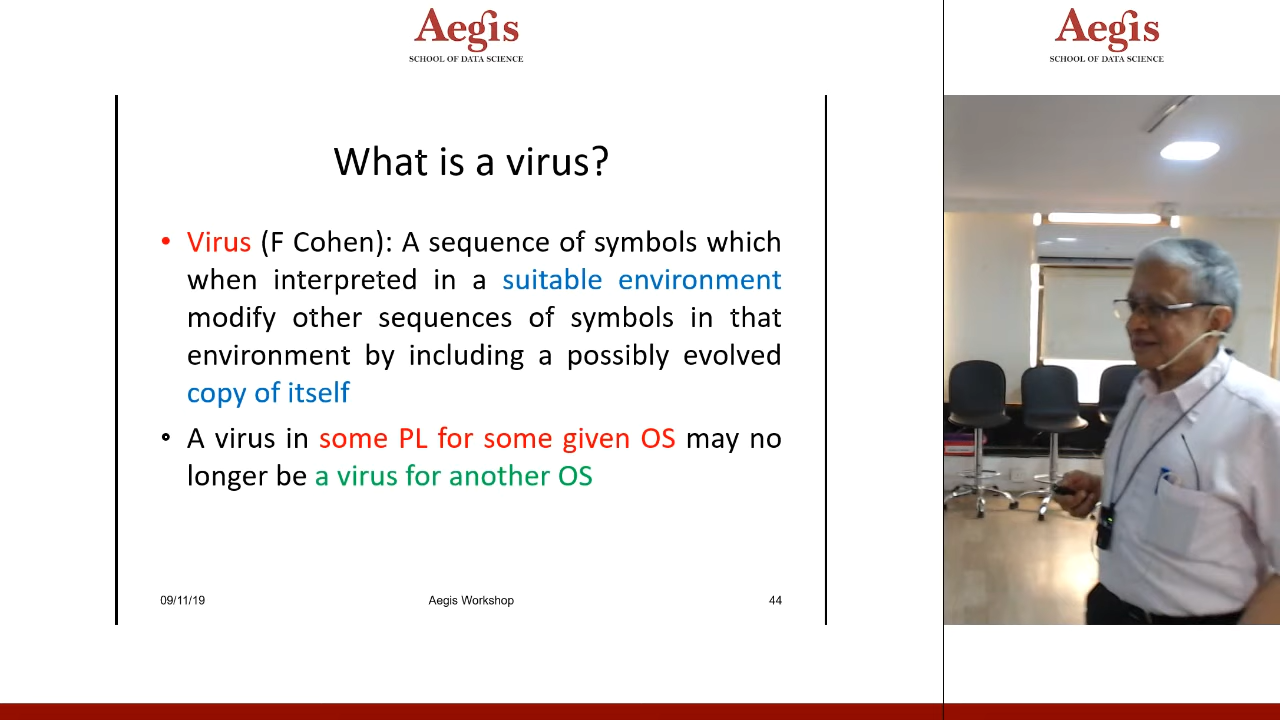 Aegis
SCHOOL OF DATA SCIENCE
Aegis
SCHOOL OF DATA SCIENCE
What is a virus?
• Virus (F Cohen): A sequence of symbols which
when interpreted in a suitable environment
modify other sequences of symbols in that
environment by including a possibly evolved
copy of itself
• A virus in some PL for some given OS may no
longer be a virus for another OS
09/11/19
Aegis Workshop
44